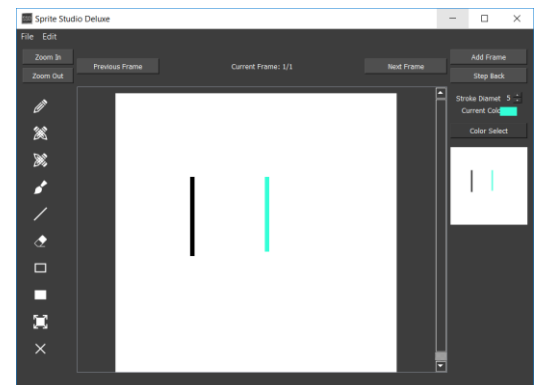 Sprite Studio Deluxe
File Edit
Zoom In
Zoom Out
Previous Frame
Current Frame: 1/1
Next Frame
Add Frame
Step Back
Stroke Diamet 5
Current Colo
Color Select